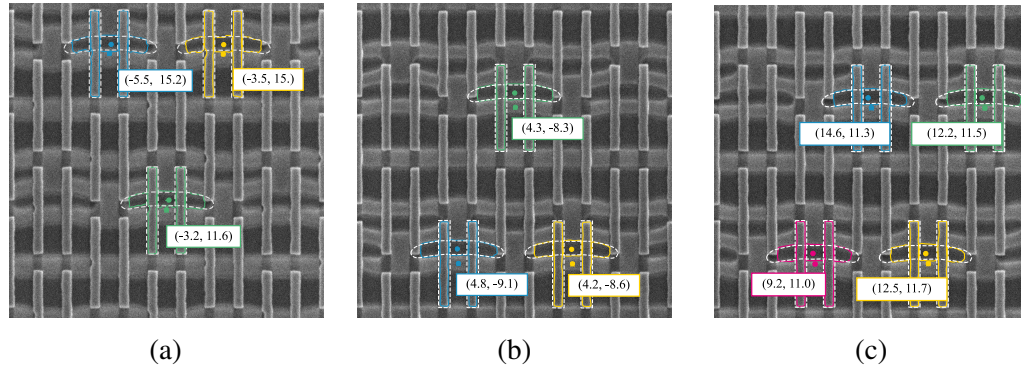 (-5.5, 15.2) (-3.5, 15.)
(-3.2, 11.6)
(4.3, -8.3)
(4.8, -9.1) (4.2, -8.6)
(14.6, 11.3) (12.2, 11.5)
(9.2, 11.0) (12.5, 11.7)
(a) (b) (c)